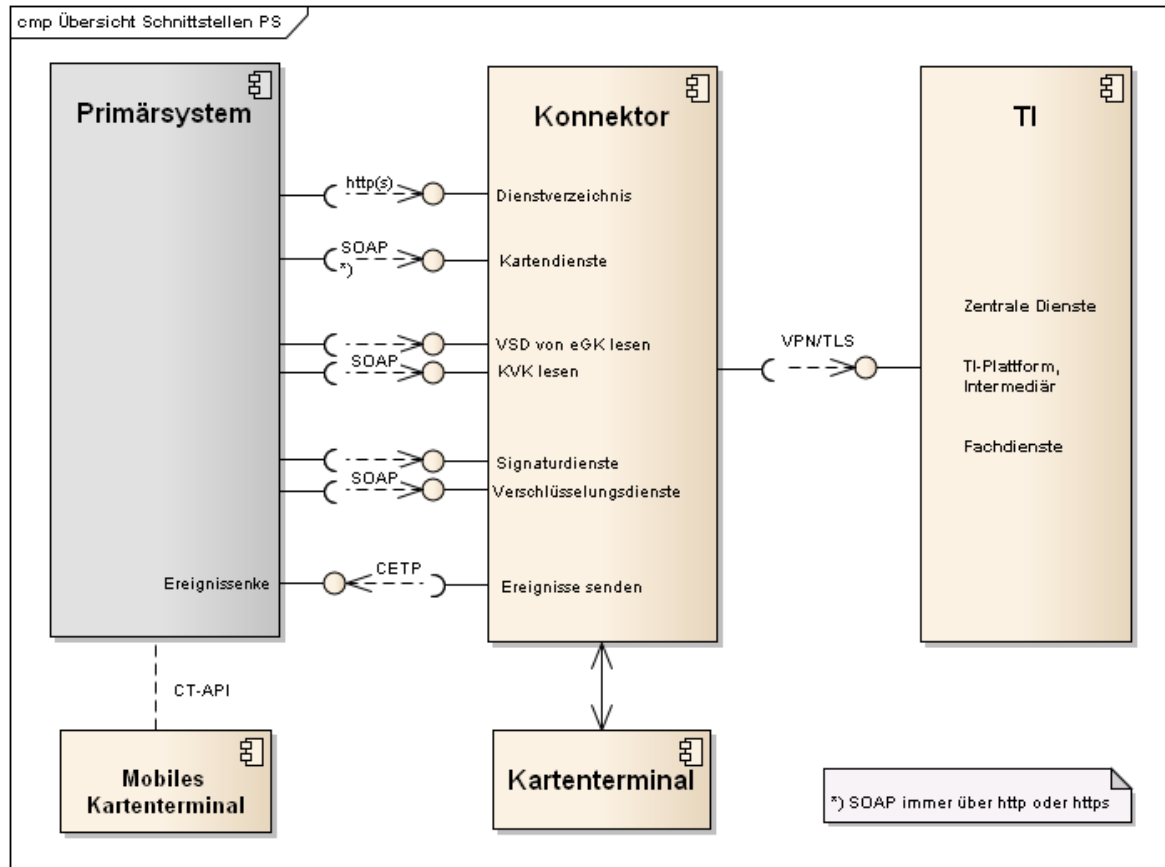 cmp Übersicht Schnittstellen PS
Primärsystem
Konnektor
TI
http(s)
Dienstverzeichnis
SOAP
*)
Kartendienste
Zentrale Dienste
VSD von eGK lesen
SOAP
KVK lesen
VPN/TLS
TI-Plattform,
Intermediär
Fachdienste
Signaturdienste
SOAP
Verschlüsselungsdienste
Ereignissenke
CETP
Ereignisse senden
CT-API
Mobiles
Kartenterminal
Kartenterminal
*) SOAP immer über http oder https